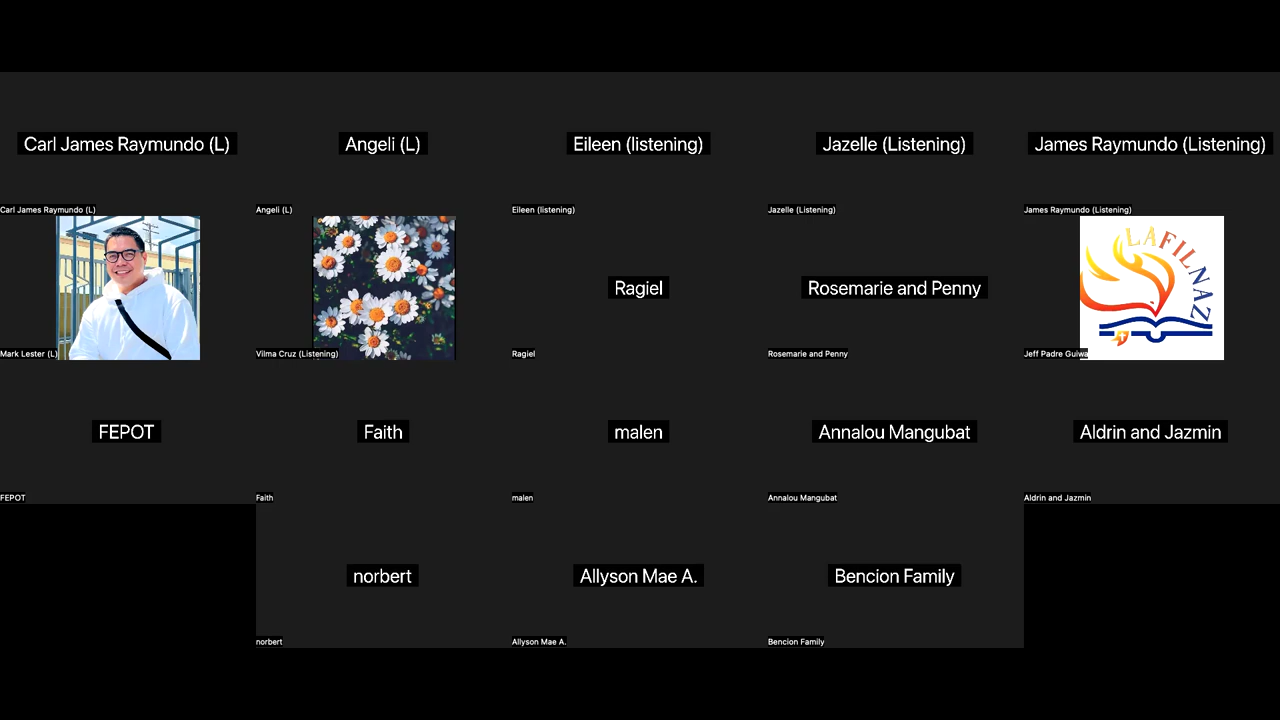 Carl James Raymundo (L)
Angeli (L)
Eileen (listening)
Jazelle (Listening)
James Raymundo (Listening)
Carl James Raymundo (L)
Angeli (L)
Eileen (listening)
Jazelle (Listening)
James Raymundo (Listening)
LAFILNAZ
Ragiel
Rosemarie and Penny
Mark Lester (L)
Vilma Cruz (Listening)
Ragiel
Rosemarie and Penny
Jeff Padre Guiwa
FEPOT
Faith
malen
Annalou Mangubat
Aldrin and Jazmin
FEPOT
Faith
malen
Annalou Mangubat
Aldrin and Jazmin
norbert
Allyson Mae A.
Bencion Family
norbert
Allyson Mae A.
Bencion Family